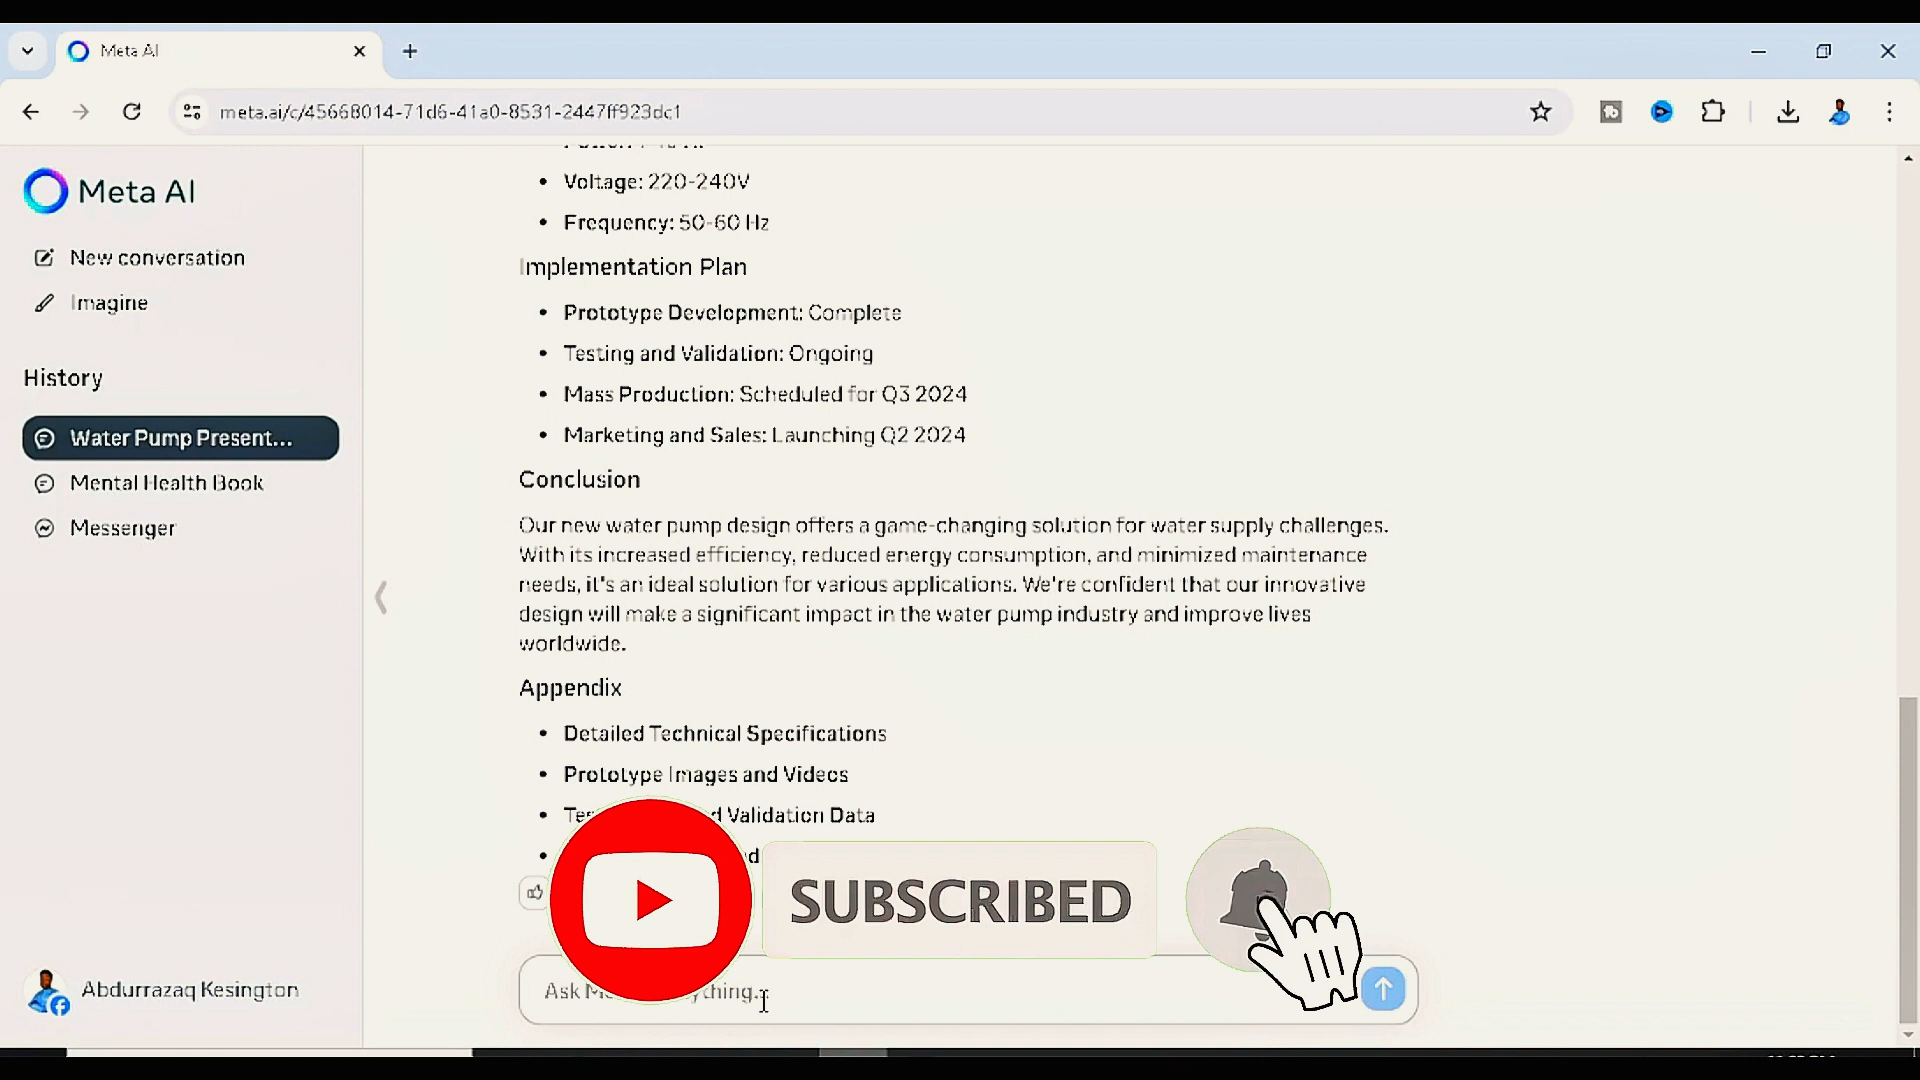 Meta AI
meta.ai/c/45668014-71d6-41a0-8531-2447ff923dc1
Meta AI
New conversation
Imagine
History
Water Pump Present...
Mental Health Book
Messenger
Abdurrazaq Kesington
• Voltage: 220-240V
• Frequency: 50-60 Hz
Implementation Plan
• Prototype Development: Complete
• Testing and Validation: Ongoing
• Mass Production: Scheduled for Q3 2024
• Marketing and Sales: Launching Q2 2024
Conclusion
Our new water pump design offers a game-changing solution for water supply challenges.
With its increased efficiency, reduced energy consumption, and minimized maintenance
needs, it's an ideal solution for various applications. We're confident that our innovative
design will make a significant impact in the water pump industry and improve lives
worldwide.
Appendix
• Detailed Technical Specifications
• Prototype Images and Videos
• Validation Data
SUBSCRIBED
Ask